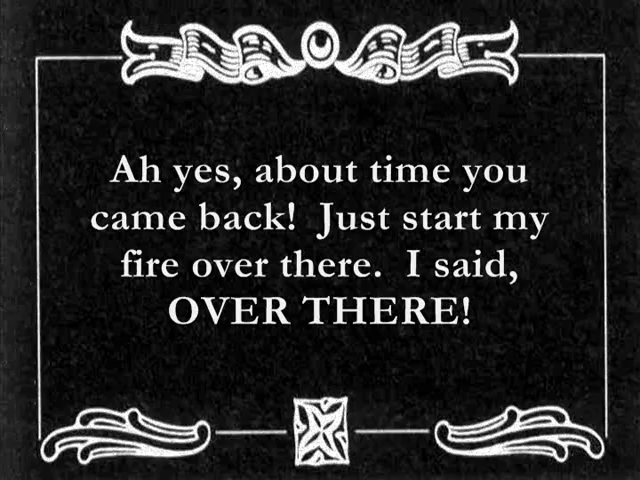 Ah yes, about time you
came back!  Just start my
fire over there.  I said,
OVER THERE!